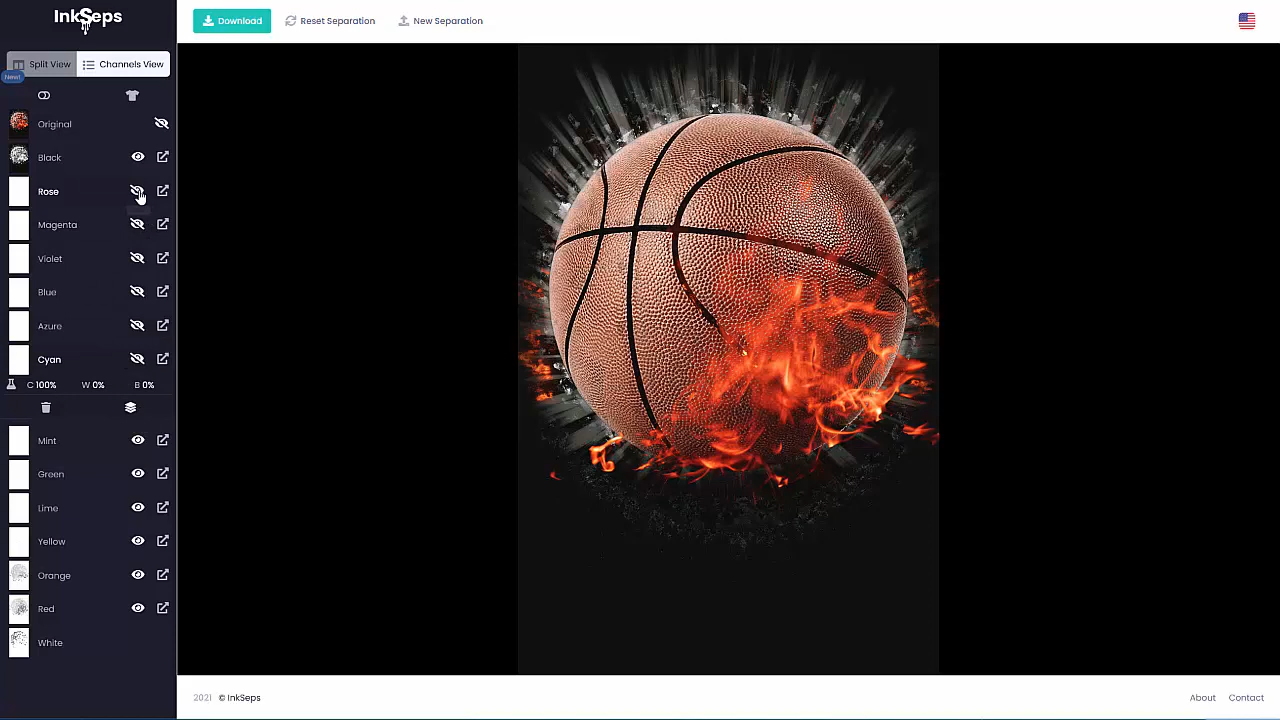 InkSeps
Download
Reset Separation
New Separation
Split View
Channels View
New!
Original
Black
Rose
Magenta
Violet
Blue
Azure
Cyan
C 100% W 0% B 0%
Mint
Green
Lime
Yellow
Orange
Red
White
2021 © InkSeps
About
Contact